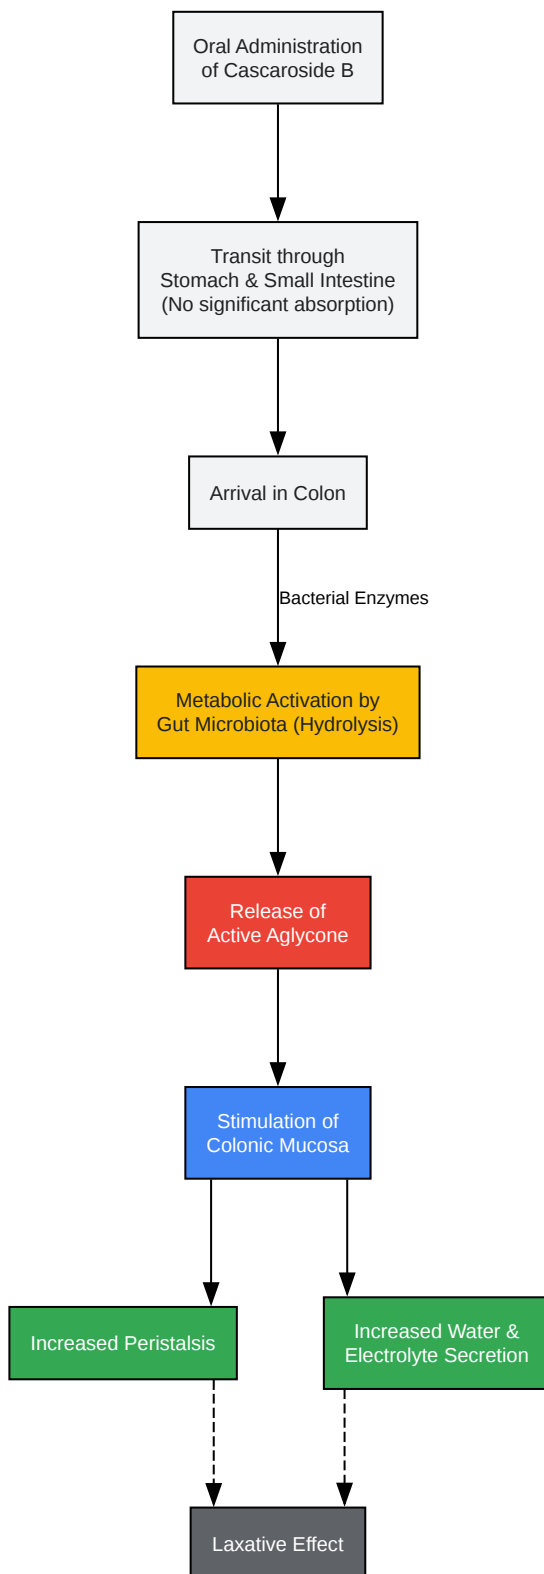 Oral Administration
of Cascaroside B
Transit through
Stomach & Small Intestine
(No significant absorption)
Arrival in Colon
Bacterial Enzymes
Metabolic Activation by
Gut Microbiota (Hydrolysis)
Release of
Active Aglycone
Stimulation of
Colonic Mucosa
Increased Peristalsis
Increased Water &
Electrolyte Secretion
Laxative Effect